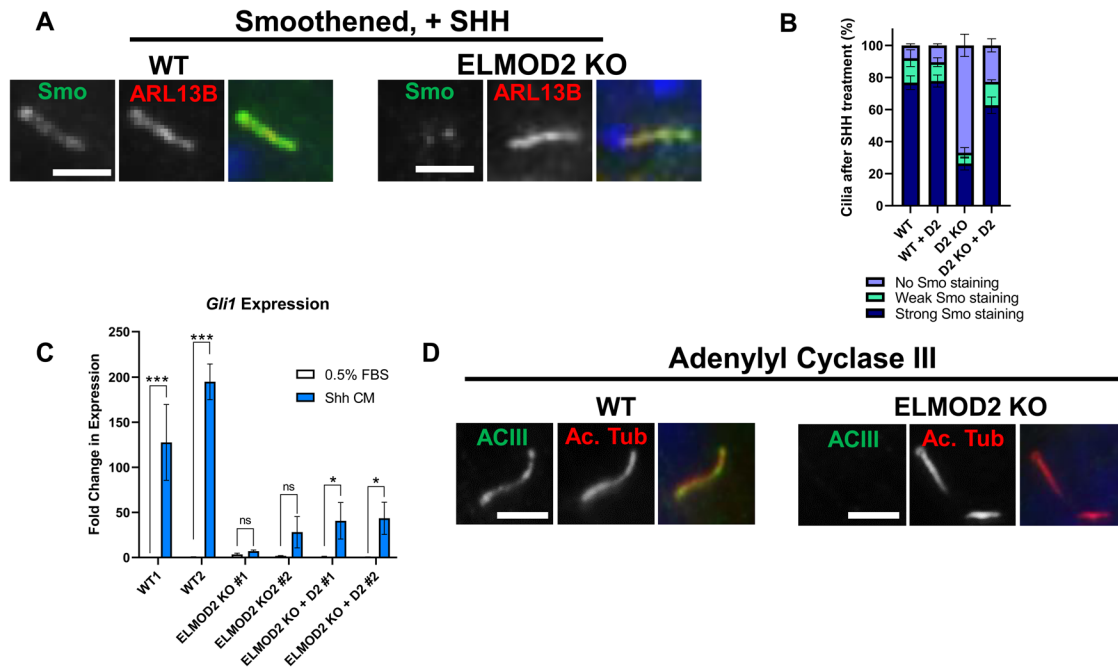 A
Smoothened, + SHH
WT
ELMOD2 KO
Smo
ARL13B
Smo
ARL13B
B
Cilia after SHH treatment (%)
100
80
60
40
20
0
WT
WT + D2
D2 KO
D2 KO + D2
No Smo staining
Weak Smo staining
Strong Smo staining
C
Gli1 Expression
Fold Change in Expression
250
200
150
100
50
0
***
***
ns
ns
*
*
0.5% FBS
Shh CM
WT1
WT2
ELMOD2 KO #1
ELMOD2 KO2 #2
ELMOD2 KO + D2 #1
ELMOD2 KO + D2 #2
D
Adenylyl Cyclase III
WT
ELMOD2 KO
ACIII
Ac. Tub
ACIII
Ac. Tub